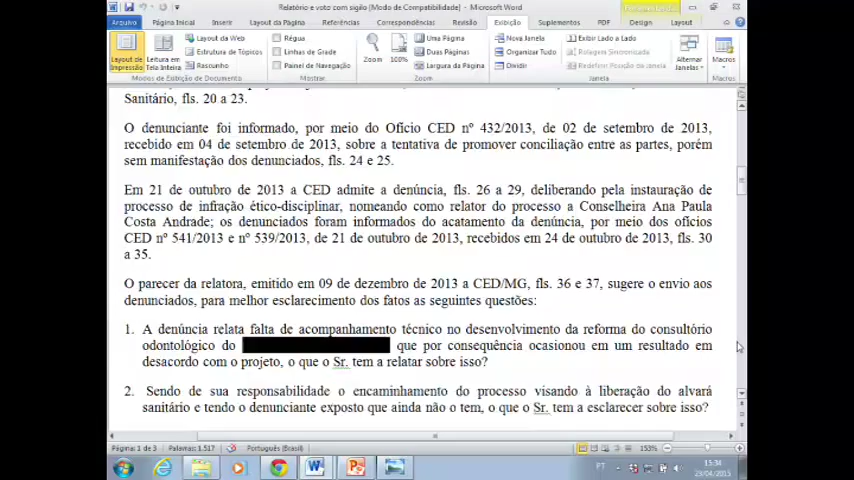 Relatório e voto com sigilo [Modo de Compatibilidade] - Microsoft Word
Arquivo Página Inicial Inserir Layout da Página Referências Correspondências Revisão Exibição Suplementos PDF Design Layout
Layout de Impressão
Leitura em Tela Inteira
Layout da Web
Estrutura de Tópicos
Rascunho
Modos de Exibição de Documento
Régua
Linhas de Grade
Painel de Navegação
Mostrar
Zoom
100%
Uma Página
Duas Páginas
Largura da Página
Zoom
Nova Janela
Organizar Tudo
Dividir
Exibir Lado a Lado
Rolagem Sincronizada
Redefinir Posição da Janela
Janela
Alternar Janelas
Macros
Macros
Sanitário, fls. 20 a 23.
O denunciante foi informado, por meio do Ofício CED nº 432/2013, de 02 de setembro de 2013,
recebido em 04 de setembro de 2013, sobre a tentativa de promover conciliação entre as partes, porém
sem manifestação dos denunciados, fls. 24 e 25.
Em 21 de outubro de 2013 a CED admite a denúncia, fls. 26 a 29, deliberando pela instauração de
processo de infração ético-disciplinar, nomeando como relator do processo a Conselheira Ana Paula
Costa Andrade; os denunciados foram informados do acatamento da denúncia, por meio dos ofícios
CED nº 541/2013 e nº 539/2013, de 21 de outubro de 2013, recebidos em 24 de outubro de 2013, fls. 30
a 35.
O parecer da relatora, emitido em 09 de dezembro de 2013 a CED/MG, fls. 36 e 37, sugere o envio aos
denunciados, para melhor esclarecimento dos fatos as seguintes questões:
1. A denúncia relata falta de acompanhamento técnico no desenvolvimento da reforma do consultório
odontológico do que por consequência ocasionou em um resultado em
desacordo com o projeto, o que o Sr. tem a relatar sobre isso?
2. Sendo de sua responsabilidade o encaminhamento do processo visando à liberação do alvará
sanitário e tendo o denunciante exposto que ainda não o tem, o que o Sr. tem a esclarecer sobre isso?
Página: 1 de 3 Palavras: 1.517 Português (Brasil) 153%
PT 15:34
29/04/2015